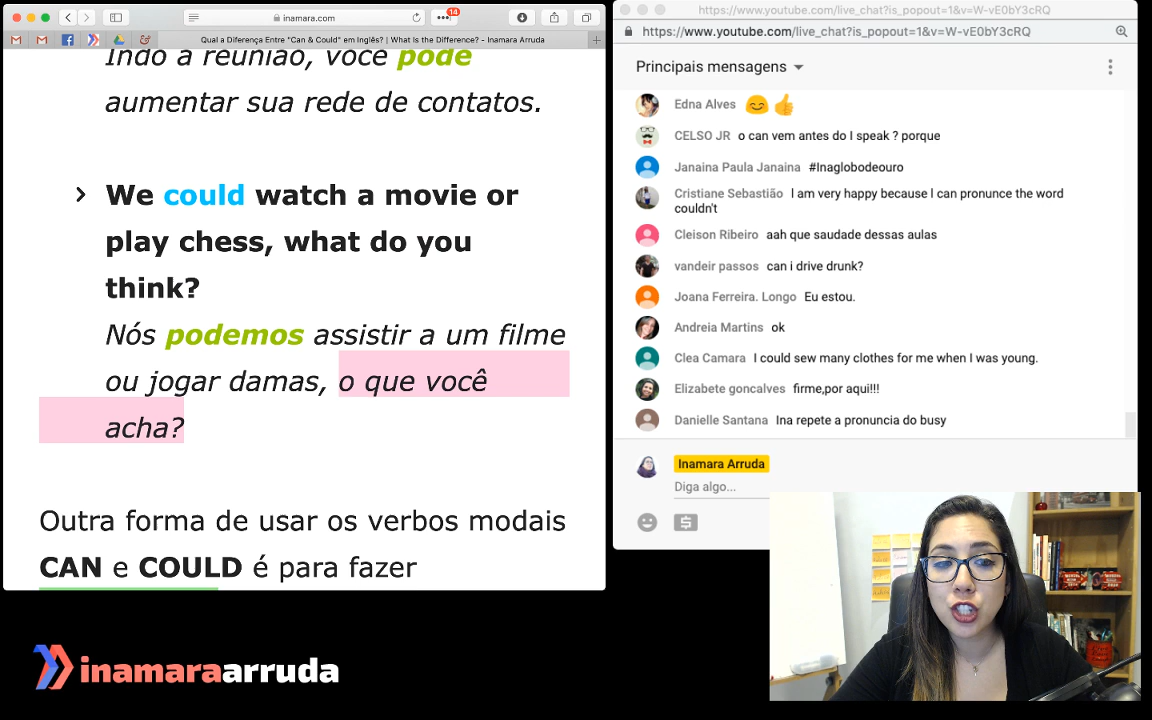 inamara.com
14
Qual a Diferença Entre "Can & Could" em Inglês? | What Is the Difference? - Inamara Arruda
Indo à reunião, você pode
aumentar sua rede de contatos.
We could watch a movie or
play chess, what do you
think?
Nós podemos assistir a um filme
ou jogar damas, o que você
acha?
Outra forma de usar os verbos modais
CAN e COULD é para fazer
https://www.youtube.com/live_chat?is_popout=1&v=W-vE0bY3cRQ
https://www.youtube.com/live_chat?is_popout=1&v=W-vE0bY3cRQ
Principais mensagens
Edna Alves
CELSO JR o can vem antes do I speak ? porque
Janaina Paula Janaina #Inaglobodeouro
Cristiane Sebastião I am very happy because I can pronunce the word
couldn't
Cleison Ribeiro aah que saudade dessas aulas
vandeir passos can i drive drunk?
Joana Ferreira. Longo Eu estou.
Andreia Martins ok
Clea Camara I could sew many clothes for me when I was young.
Elizabete goncalves firme,por aqui!!!
Danielle Santana Ina repete a pronuncia do busy
Inamara Arruda
Diga algo...
inamaraarruda